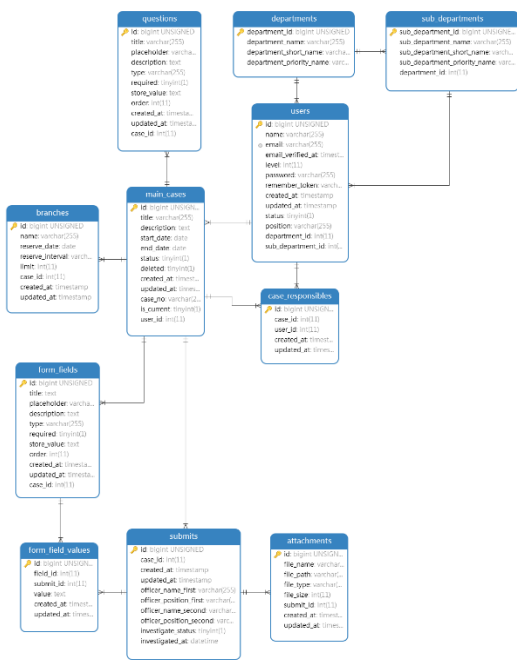 questions
id: bigint UNSIGNED
title: varchar(255)
placeholder: varcha...
description: text
type: varchar(255)
required: tinyint(1)
store_value: text
order: int(11)
created_at: timesta...
updated_at: timesta...
case_id: int(11)
departments
department_id: bigint UNSIGNED
department_name: varchar(255)
department_short_name: varcha...
department_priority_name: varc...
sub_departments
sub_department_id: bigint UNS...
sub_department_name: varchar(255)
sub_department_short_name: varch...
sub_department_priority_name: varc...
department_id: int(11)
users
id: bigint UNSIGNED
name: varchar(255)
email: varchar(255)
email_verified_at: timest...
level: int(11)
password: varchar(255)
remember_token: varch...
created_at: timestamp
updated_at: timestamp
status: tinyint(1)
position: varchar(255)
department_id: int(11)
sub_department_id: int(...
main_cases
id: bigint UNSIGN...
title: varchar(255)
description: text
start_date: date
end_date: date
status: tinyint(1)
deleted: tinyint(1)
created_at: timest...
updated_at: times...
case_no: varchar(2...
is_current: tinyint(1)
user_id: int(11)
branches
id: bigint UNSIGNED
name: varchar(255)
reserve_date: date
reserve_interval: varch...
limit: int(11)
case_id: int(11)
created_at: timestamp
updated_at: timestamp
case_responsibles
case_id: int(11)
user_id: int(11)
created_at: timest...
updated_at: times...
form_fields
id: bigint UNSIGNED
title: text
placeholder: varcha...
description: text
type: varchar(255)
required: tinyint(1)
store_value: text
order: int(11)
created_at: timesta...
updated_at: timesta...
case_id: int(11)
form_field_values
id: bigint UNSIGN...
field_id: int(11)
submit_id: int(11)
value: text
created_at: timest...
updated_at: times...
submits
id: bigint UNSIGNED
case_id: int(11)
created_at: timestamp
updated_at: timestamp
officer_name_first: varchar(255)
officer_position_first: varchar(...
officer_name_second: varchar...
officer_position_second: varc...
investigate_status: tinyint(1)
investigated_at: datetime
attachments
id: bigint UNSIGN...
file_name: varchar...
file_path: varchar(...
file_type: varchar(...
file_size: int(11)
submit_id: int(11)
created_at: timest...
updated_at: times...